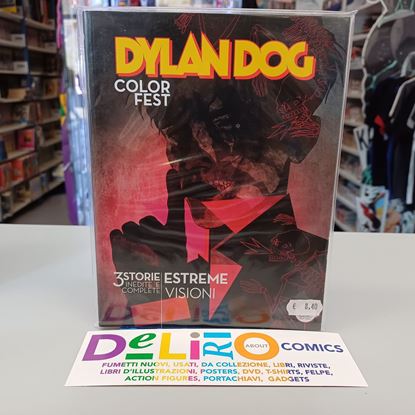 DYLAN DOG
COLOR
FEST
3 STORIE
INEDITE E
COMPLETE
ESTREME
VISIONI
€ 8.40
DELIRIO
ABOUT
COMICS
FUMETTI NUOVI, USATI, DA COLLEZIONE, LIBRI, RIVISTE,
LIBRI D'ILLUSTRAZIONI, POSTERS, DVD, T-SHIRTS, FELPE,
ACTION FIGURES, PORTACHIAVI, GADGETS